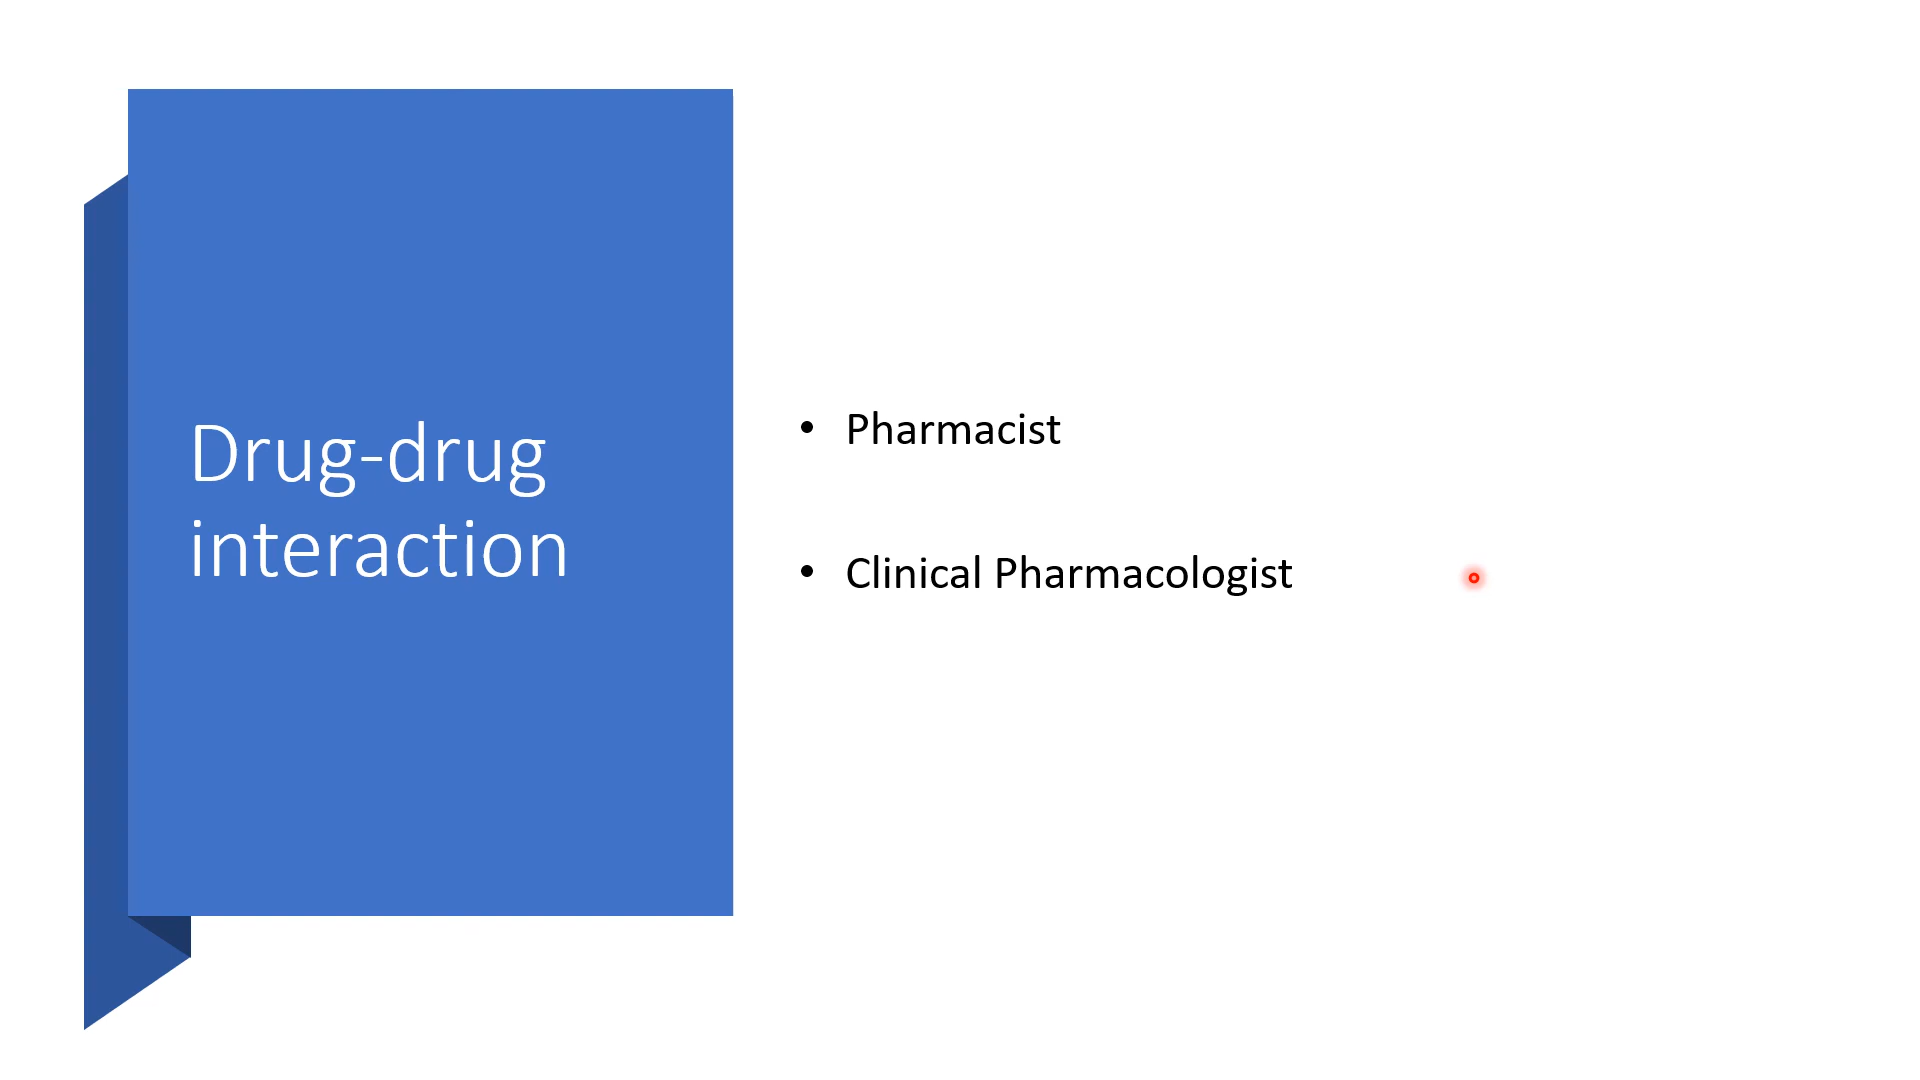 Drug-drug
interaction
• Pharmacist
• Clinical Pharmacologist